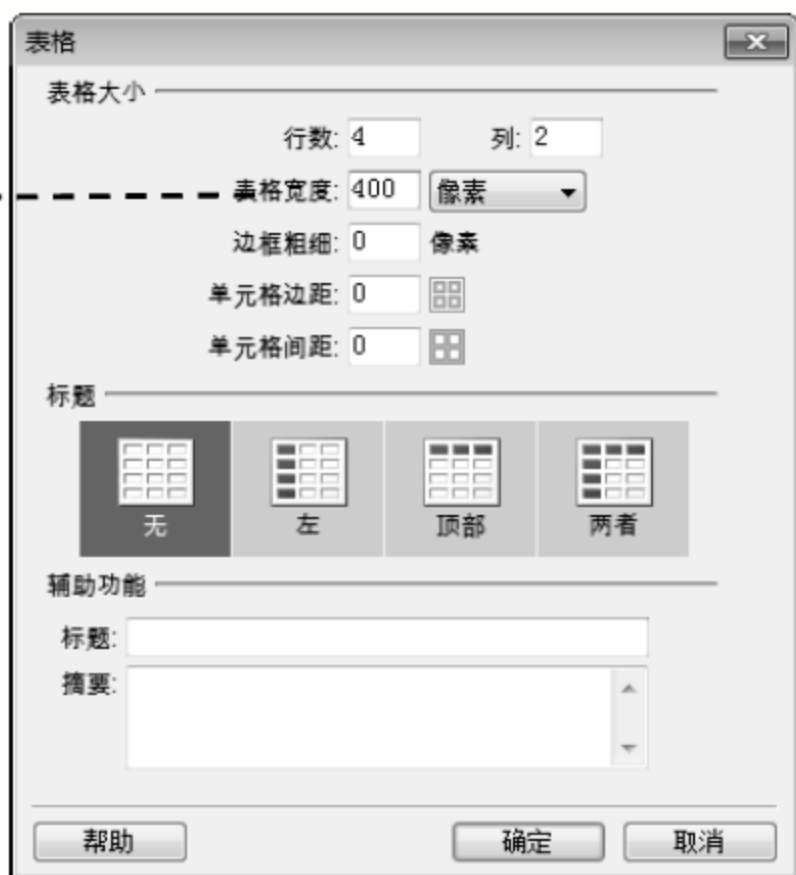 表格
表格大小
行数: 4 列: 2
表格宽度: 400 像素
边框粗细: 0 像素
单元格边距: 0
单元格间距: 0
标题
无 左 顶部 两者
辅助功能
标题:
摘要:
帮助 确定 取消